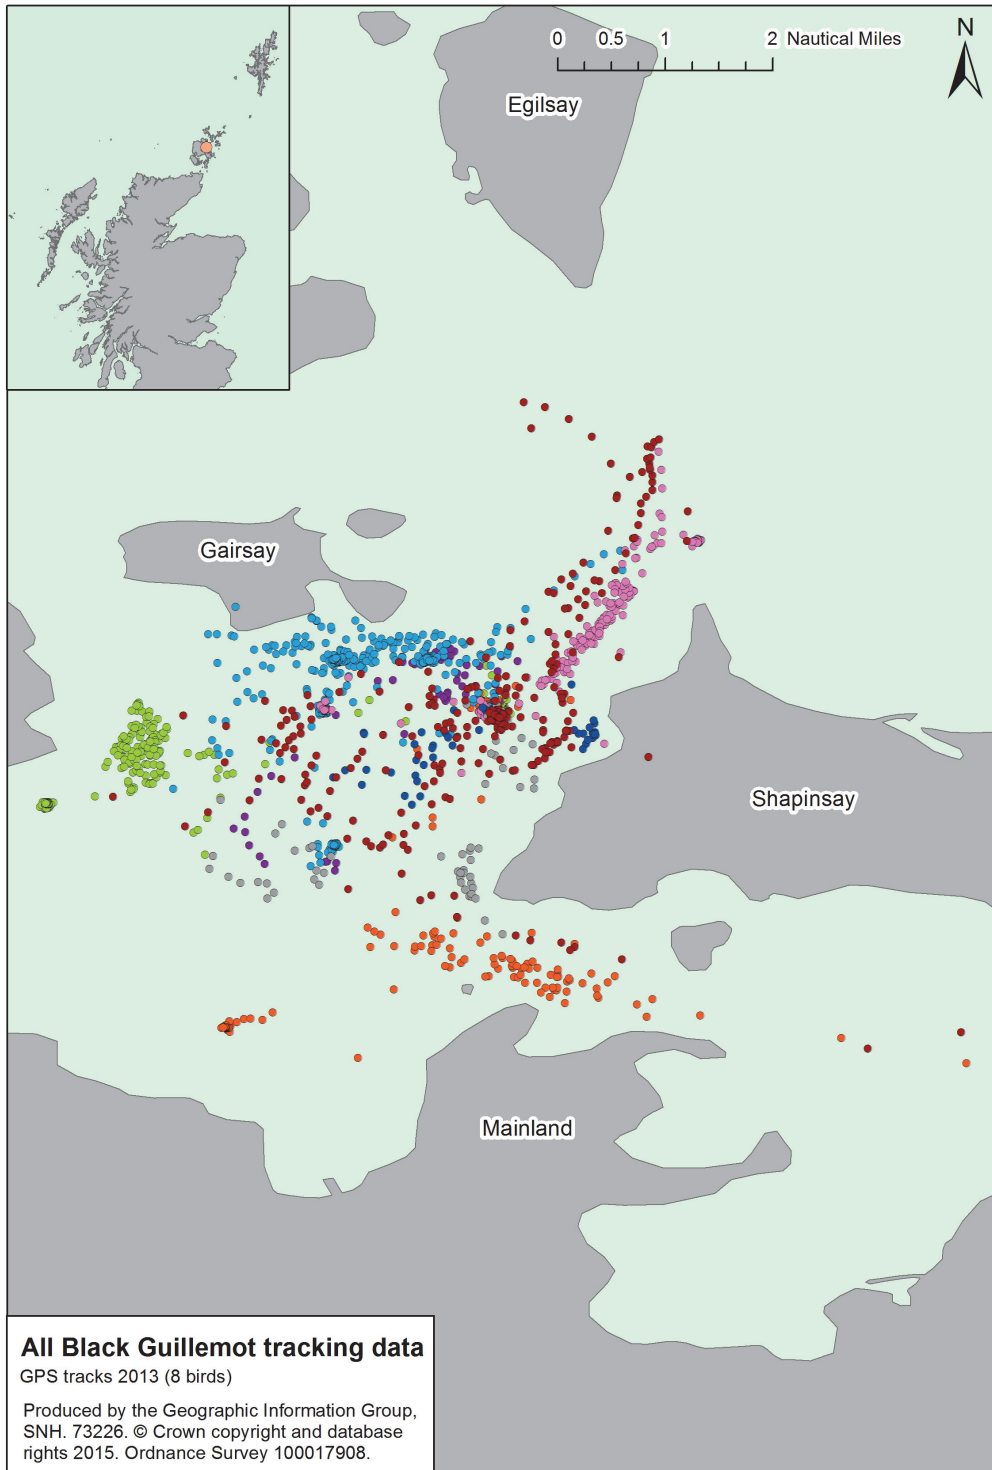 0 0.5 1 2 Nautical Miles
N
Egilsay
Gairsay
Shapinsay
Mainland
All Black Guillemot tracking data
GPS tracks 2013 (8 birds)
Produced by the Geographic Information Group,
SNH. 73226. © Crown copyright and database
rights 2015. Ordnance Survey 100017908.